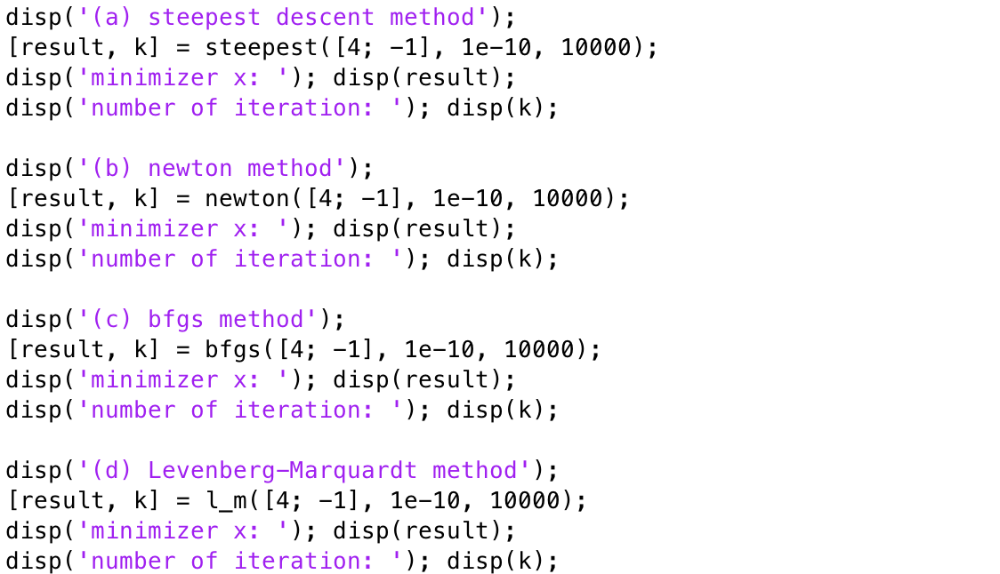 disp('(a) steepest descent method');
[result, k] = steepest([4; -1], 1e-10, 10000);
disp('minimizer x: '); disp(result);
disp('number of iteration: '); disp(k);
disp('(b) newton method');
[result, k] = newton([4; -1], 1e-10, 10000);
disp('minimizer x: '); disp(result);
disp('number of iteration: '); disp(k);
disp('(c) bfgs method');
[result, k] = bfgs([4; -1], 1e-10, 10000);
disp('minimizer x: '); disp(result);
disp('number of iteration: '); disp(k);
disp('(d) Levenberg-Marquardt method');
[result, k] = l_m([4; -1], 1e-10, 10000);
disp('minimizer x: '); disp(result);
disp('number of iteration: '); disp(k);